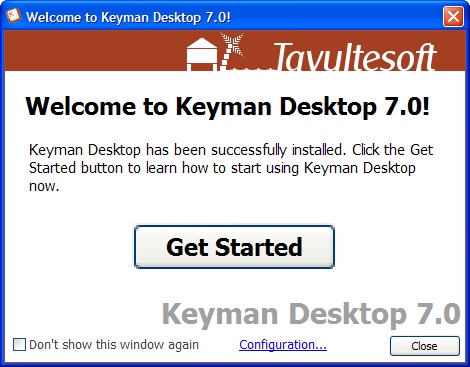 Welcome to Keyman Desktop 7.0!
Tavultesoft
Welcome to Keyman Desktop 7.0!
Keyman Desktop has been successfully installed. Click the Get
Started button to learn how to start using Keyman Desktop
now.
Get Started
Keyman Desktop 7.0
Don't show this window again
Configuration...
Close